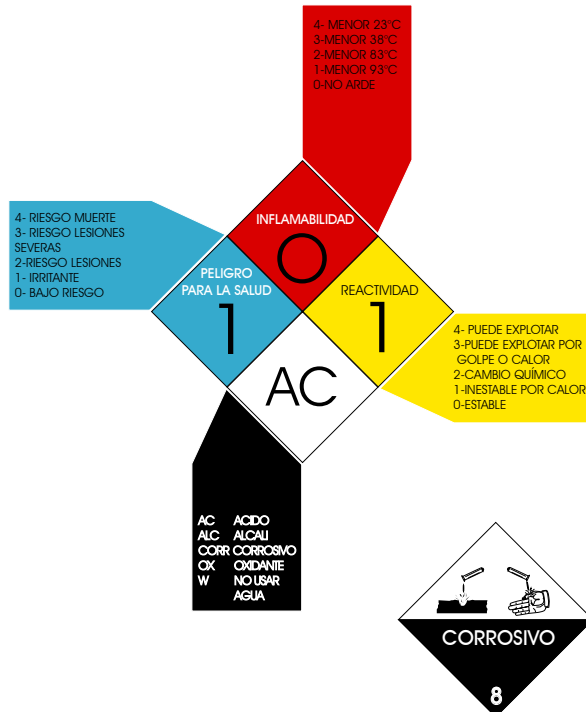 4- MENOR 23°C
3-MENOR 38°C
2-MENOR 83°C
1-MENOR 93°C
0-NO ARDE
4- RIESGO MUERTE
3- RIESGO LESIONES
SEVERAS
2-RIESGO LESIONES
1- IRRITANTE
0- BAJO RIESGO
INFLAMABILIDAD
0
PELIGRO
PARA LA SALUD
1
REACTIVIDAD
1
AC
4- PUEDE EXPLOTAR
3-PUEDE EXPLOTAR POR
GOLPE O CALOR
2-CAMBIO QUÍMICO
1-INESTABLE POR CALOR
0-ESTABLE
AC ACIDO
ALC ALCALI
CORR CORROSIVO
OX OXIDANTE
W NO USAR
AGUA
CORROSIVO
8